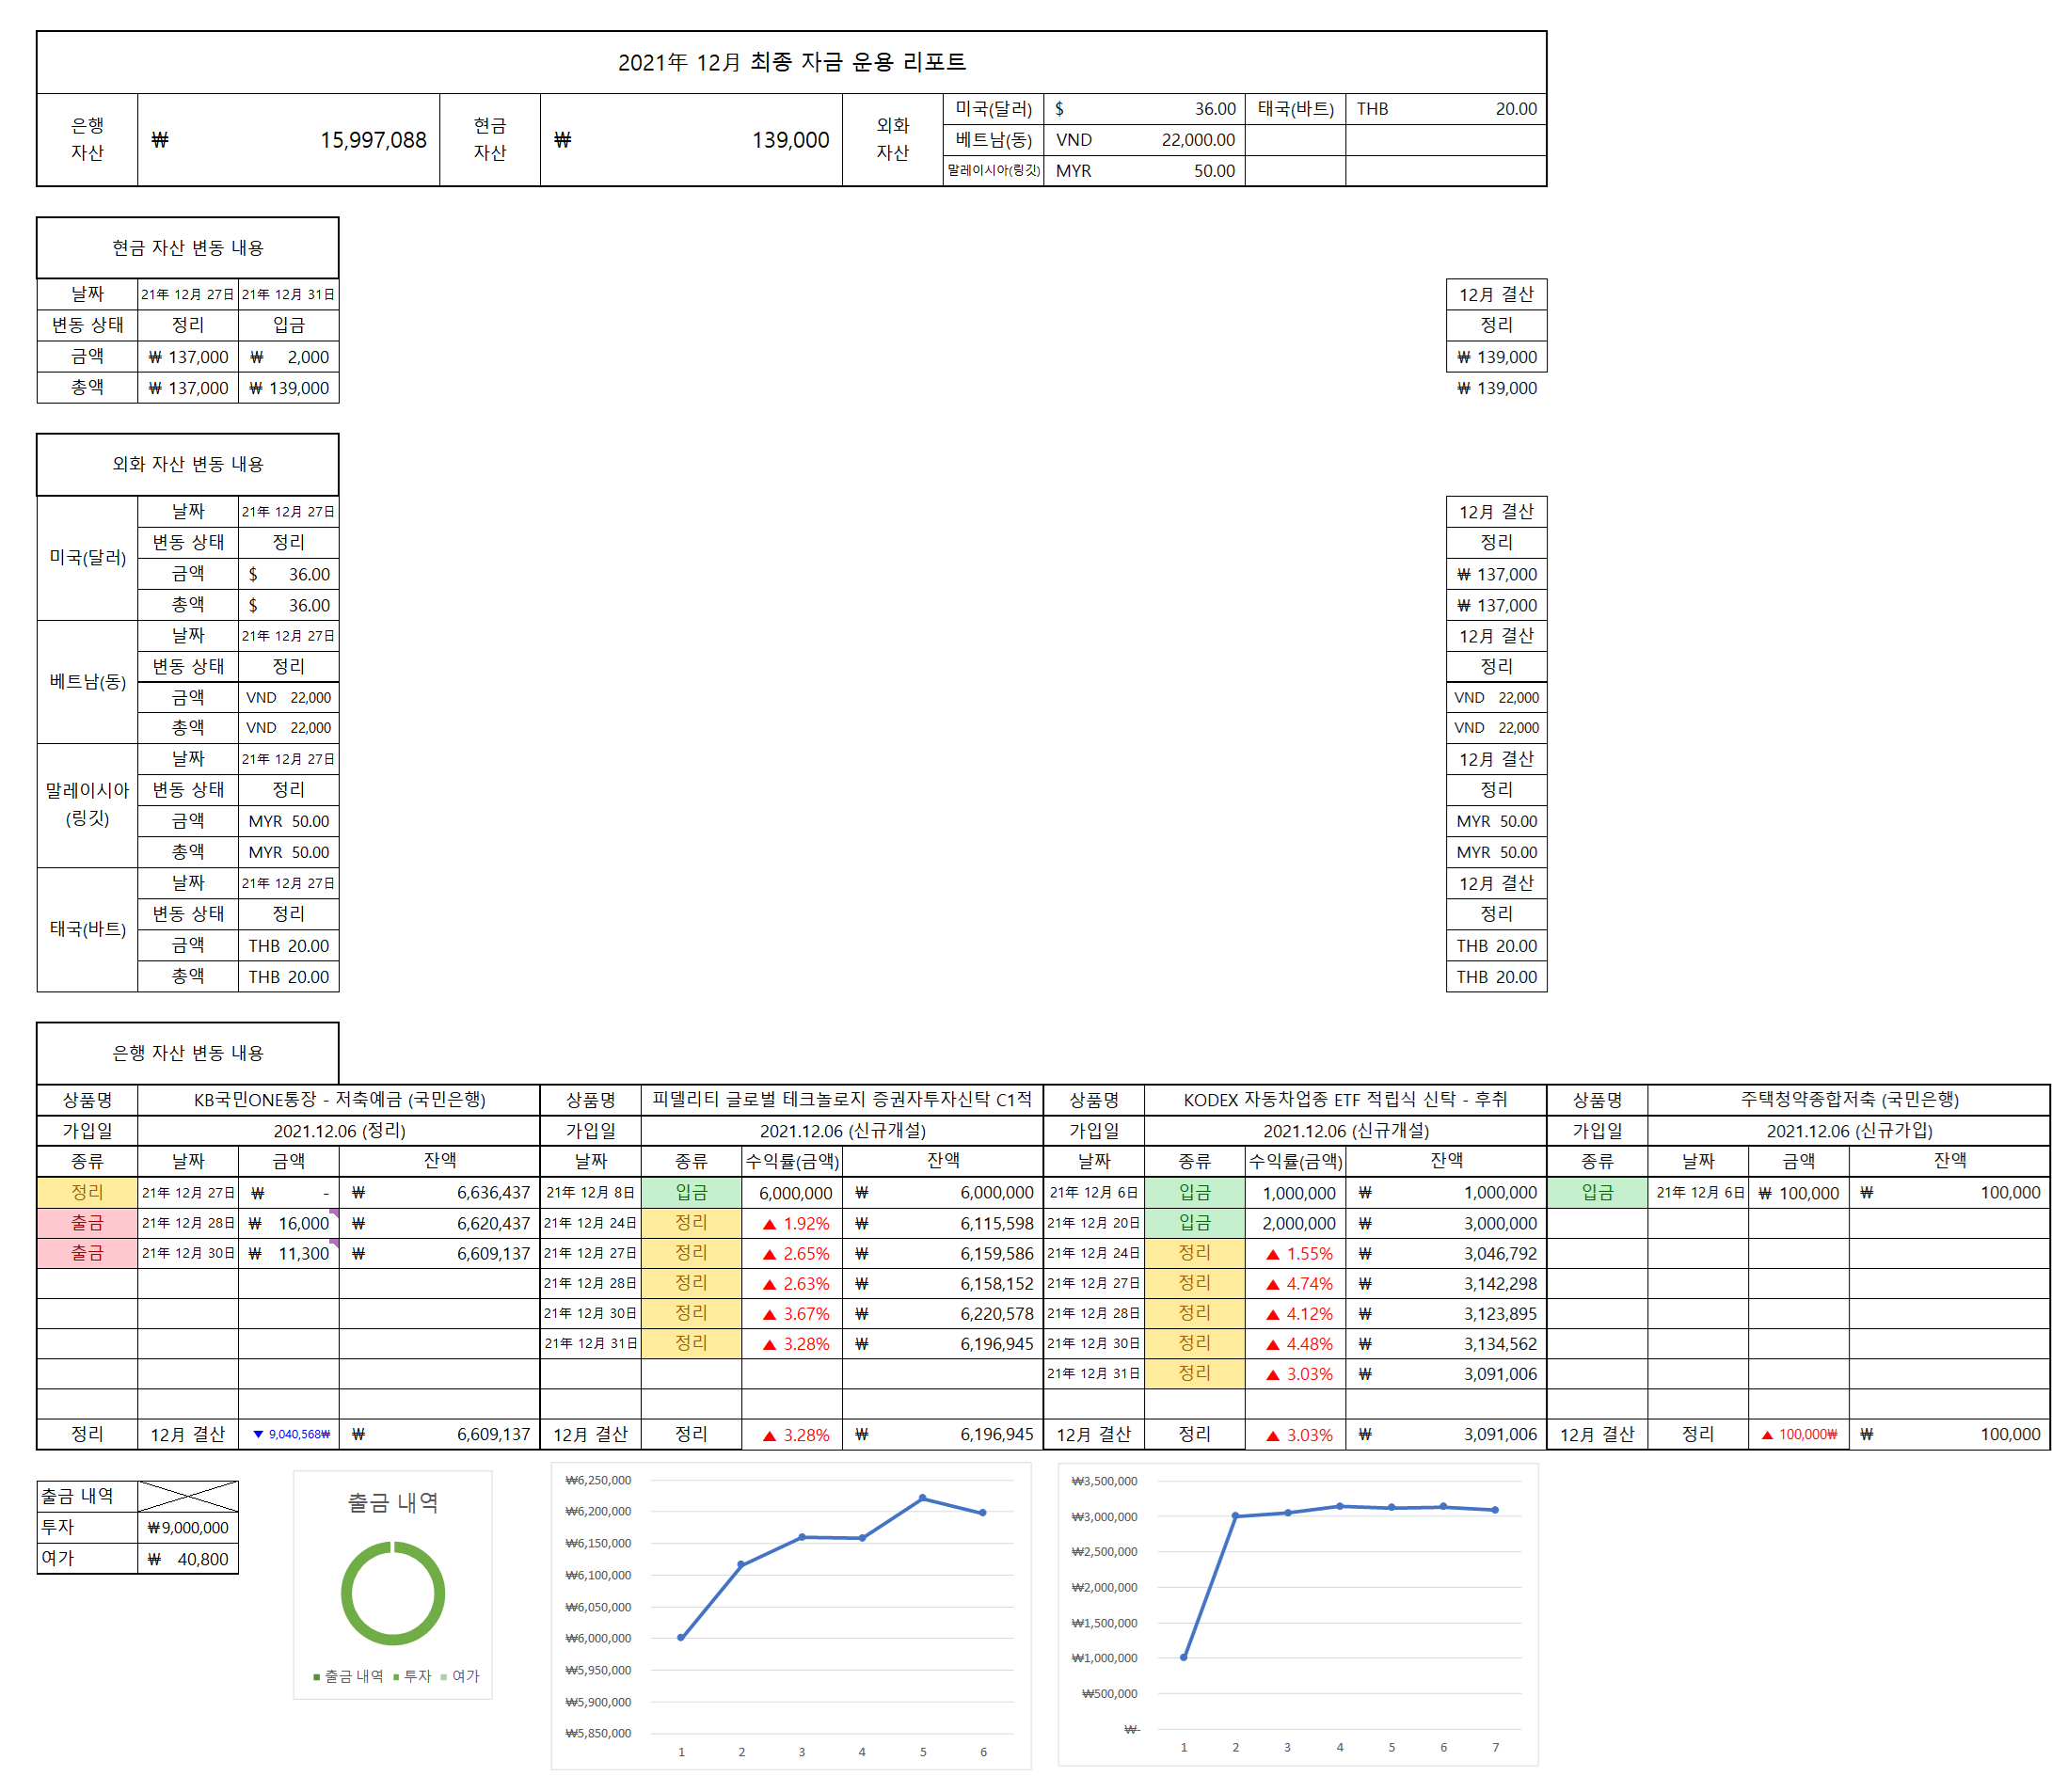 2021年 12月 최종 자금 운용 리포트
은행 자산 ₩ 15,997,088 현금 자산 ₩ 139,000 외화 자산 미국(달러) $ 36.00 태국(바트) THB 20.00
베트남(동) VND 22,000.00
말레이시아(링깃) MYR 50.00
현금 자산 변동 내용
날짜 21年 12月 27日 21年 12月 31日 12月 결산
변동 상태 정리 입금 정리
금액 ₩ 137,000 ₩ 2,000 ₩ 139,000
총액 ₩ 137,000 ₩ 139,000 ₩ 139,000
외화 자산 변동 내용
미국(달러) 날짜 21年 12月 27日 12月 결산
변동 상태 정리 정리
금액 $ 36.00 ₩ 137,000
총액 $ 36.00 ₩ 137,000
베트남(동) 날짜 21年 12月 27日 12月 결산
변동 상태 정리 정리
금액 VND 22,000 VND 22,000
총액 VND 22,000 VND 22,000
말레이시아 (링깃) 날짜 21年 12月 27日 12月 결산
변동 상태 정리 정리
금액 MYR 50.00 MYR 50.00
총액 MYR 50.00 MYR 50.00
태국(바트) 날짜 21年 12月 27日 12月 결산
변동 상태 정리 정리
금액 THB 20.00 THB 20.00
총액 THB 20.00 THB 20.00
은행 자산 변동 내용
상품명 KB국민ONE통장 - 저축예금 (국민은행) 상품명 피델리티 글로벌 테크놀로지 증권자투자신탁 C1적 상품명 KODEX 자동차업종 ETF 적립식 신탁 - 후취 상품명 주택청약종합저축 (국민은행)
가입일 2021.12.06 (정리) 가입일 2021.12.06 (신규개설) 가입일 2021.12.06 (신규개설) 가입일 2021.12.06 (신규가입)
종류 날짜 금액 잔액 날짜 종류 수익률(금액) 잔액 날짜 종류 수익률(금액) 잔액 종류 날짜 금액 잔액
정리 21年 12月 27日 ₩ - ₩ 6,636,437 21年 12月 8日 입금 6,000,000 ₩ 6,000,000 21年 12月 6日 입금 1,000,000 ₩ 1,000,000 입금 21年 12月 6日 ₩ 100,000 ₩ 100,000
출금 21年 12月 28日 ₩ 16,000 ₩ 6,620,437 21年 12月 24日 정리 ▲ 1.92% ₩ 6,115,598 21年 12月 20日 입금 2,000,000 ₩ 3,000,000
출금 21年 12月 30日 ₩ 11,300 ₩ 6,609,137 21年 12月 27日 정리 ▲ 2.65% ₩ 6,159,586 21年 12月 24日 정리 ▲ 1.55% ₩ 3,046,792
21年 12月 28日 정리 ▲ 2.63% ₩ 6,158,152 21年 12月 27日 정리 ▲ 4.74% ₩ 3,142,298
21年 12月 30日 정리 ▲ 3.67% ₩ 6,220,578 21年 12月 28日 정리 ▲ 4.12% ₩ 3,123,895
21年 12月 31日 정리 ▲ 3.28% ₩ 6,196,945 21年 12月 30日 정리 ▲ 4.48% ₩ 3,134,562
21年 12月 31日 정리 ▲ 3.03% ₩ 3,091,006
정리 12月 결산 ▼ 9,040,568₩ ₩ 6,609,137 12月 결산 정리 ▲ 3.28% ₩ 6,196,945 12月 결산 정리 ▲ 3.03% ₩ 3,091,006 12月 결산 정리 ▲ 100,000₩ ₩ 100,000
출금 내역
투자 ₩9,000,000
여가 ₩ 40,800
출금 내역
출금 내역 투자 여가
₩6,250,000
₩6,200,000
₩6,150,000
₩6,100,000
₩6,050,000
₩6,000,000
₩5,950,000
₩5,900,000
₩5,850,000
1 2 3 4 5 6
₩3,500,000
₩3,000,000
₩2,500,000
₩2,000,000
₩1,500,000
₩1,000,000
₩500,000
₩-
1 2 3 4 5 6 7